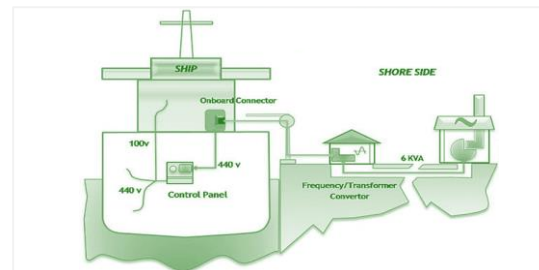 SHIP
SHORE SIDE
Onboard Connector
100v
440 v
6 KVA
440 v
Control Panel
Frequency/Transformer
Convertor